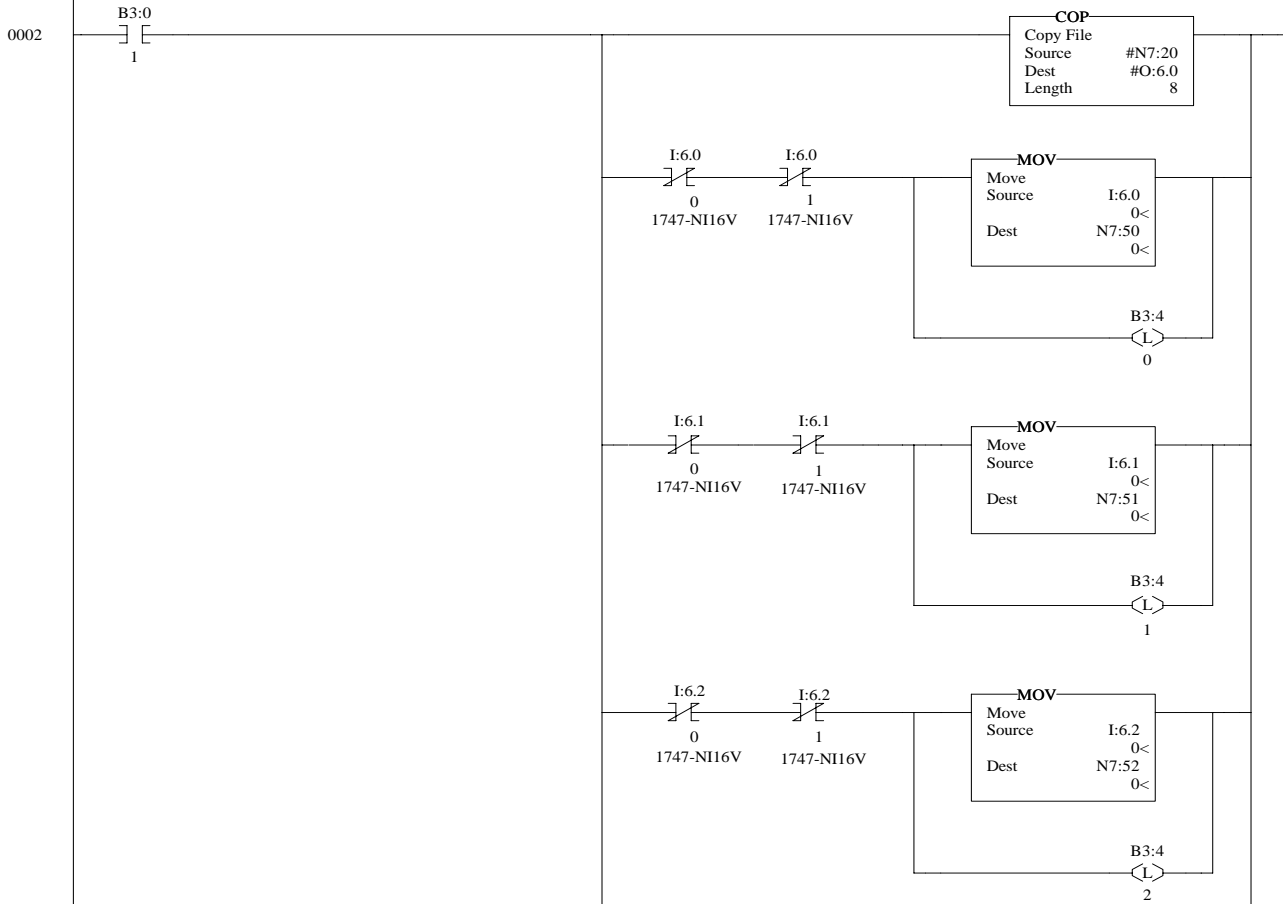 B3:0
0002
1
COP
Copy File
Source #N7:20
Dest #O:6.0
Length 8
I:6.0 I:6.0
0 1
1747-NI16V 1747-NI16V
MOV
Move
Source I:6.0
0<
Dest N7:50
0<
B3:4
L
0
I:6.1 I:6.1
0 1
1747-NI16V 1747-NI16V
MOV
Move
Source I:6.1
0<
Dest N7:51
0<
B3:4
L
1
I:6.2 I:6.2
0 1
1747-NI16V 1747-NI16V
MOV
Move
Source I:6.2
0<
Dest N7:52
0<
B3:4
L
2